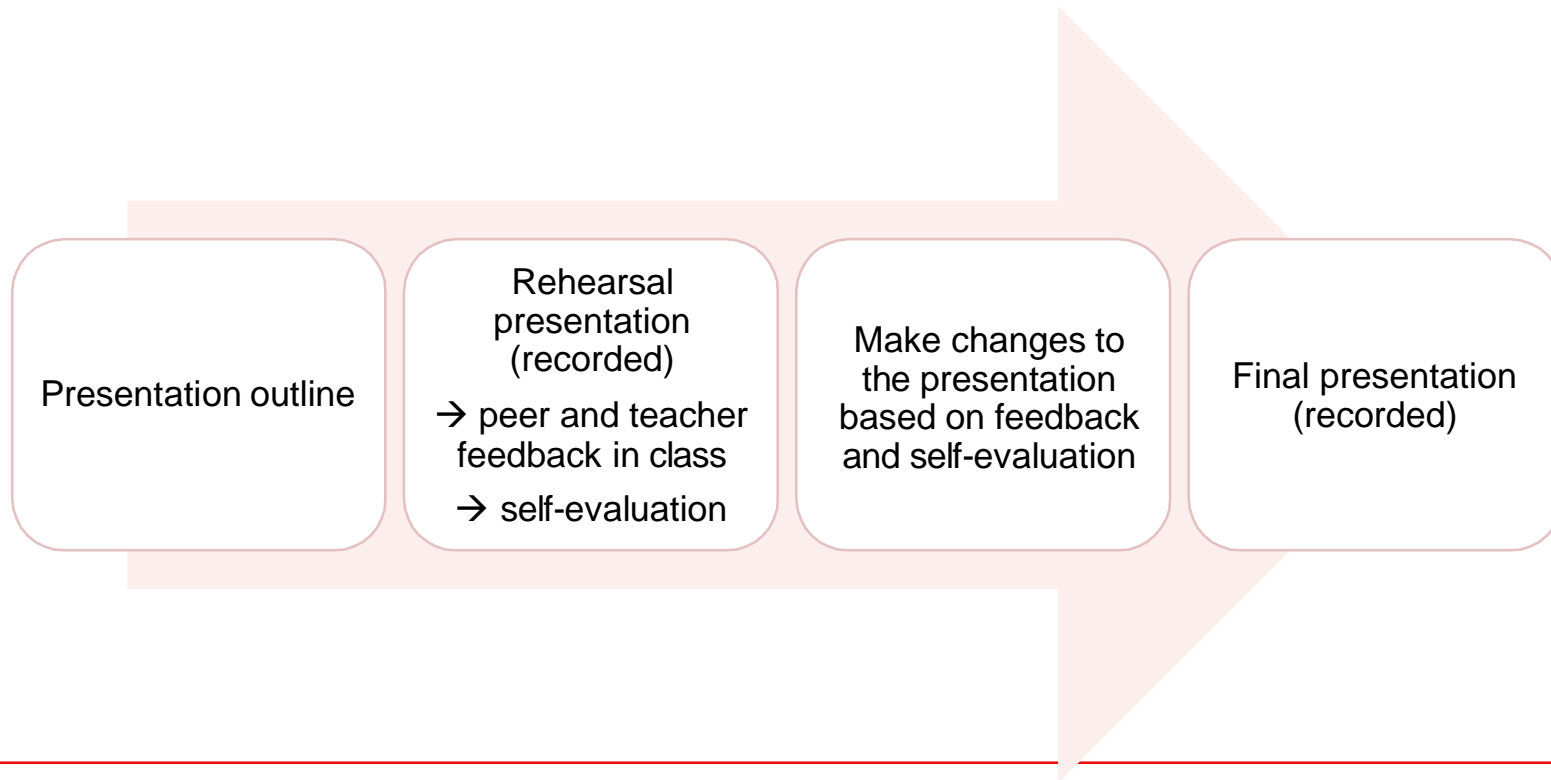 Presentation outline
Rehearsal
presentation
(recorded)
→ peer and teacher
feedback in class
→ self-evaluation
Make changes to
the presentation
based on feedback
and self-evaluation
Final presentation
(recorded)